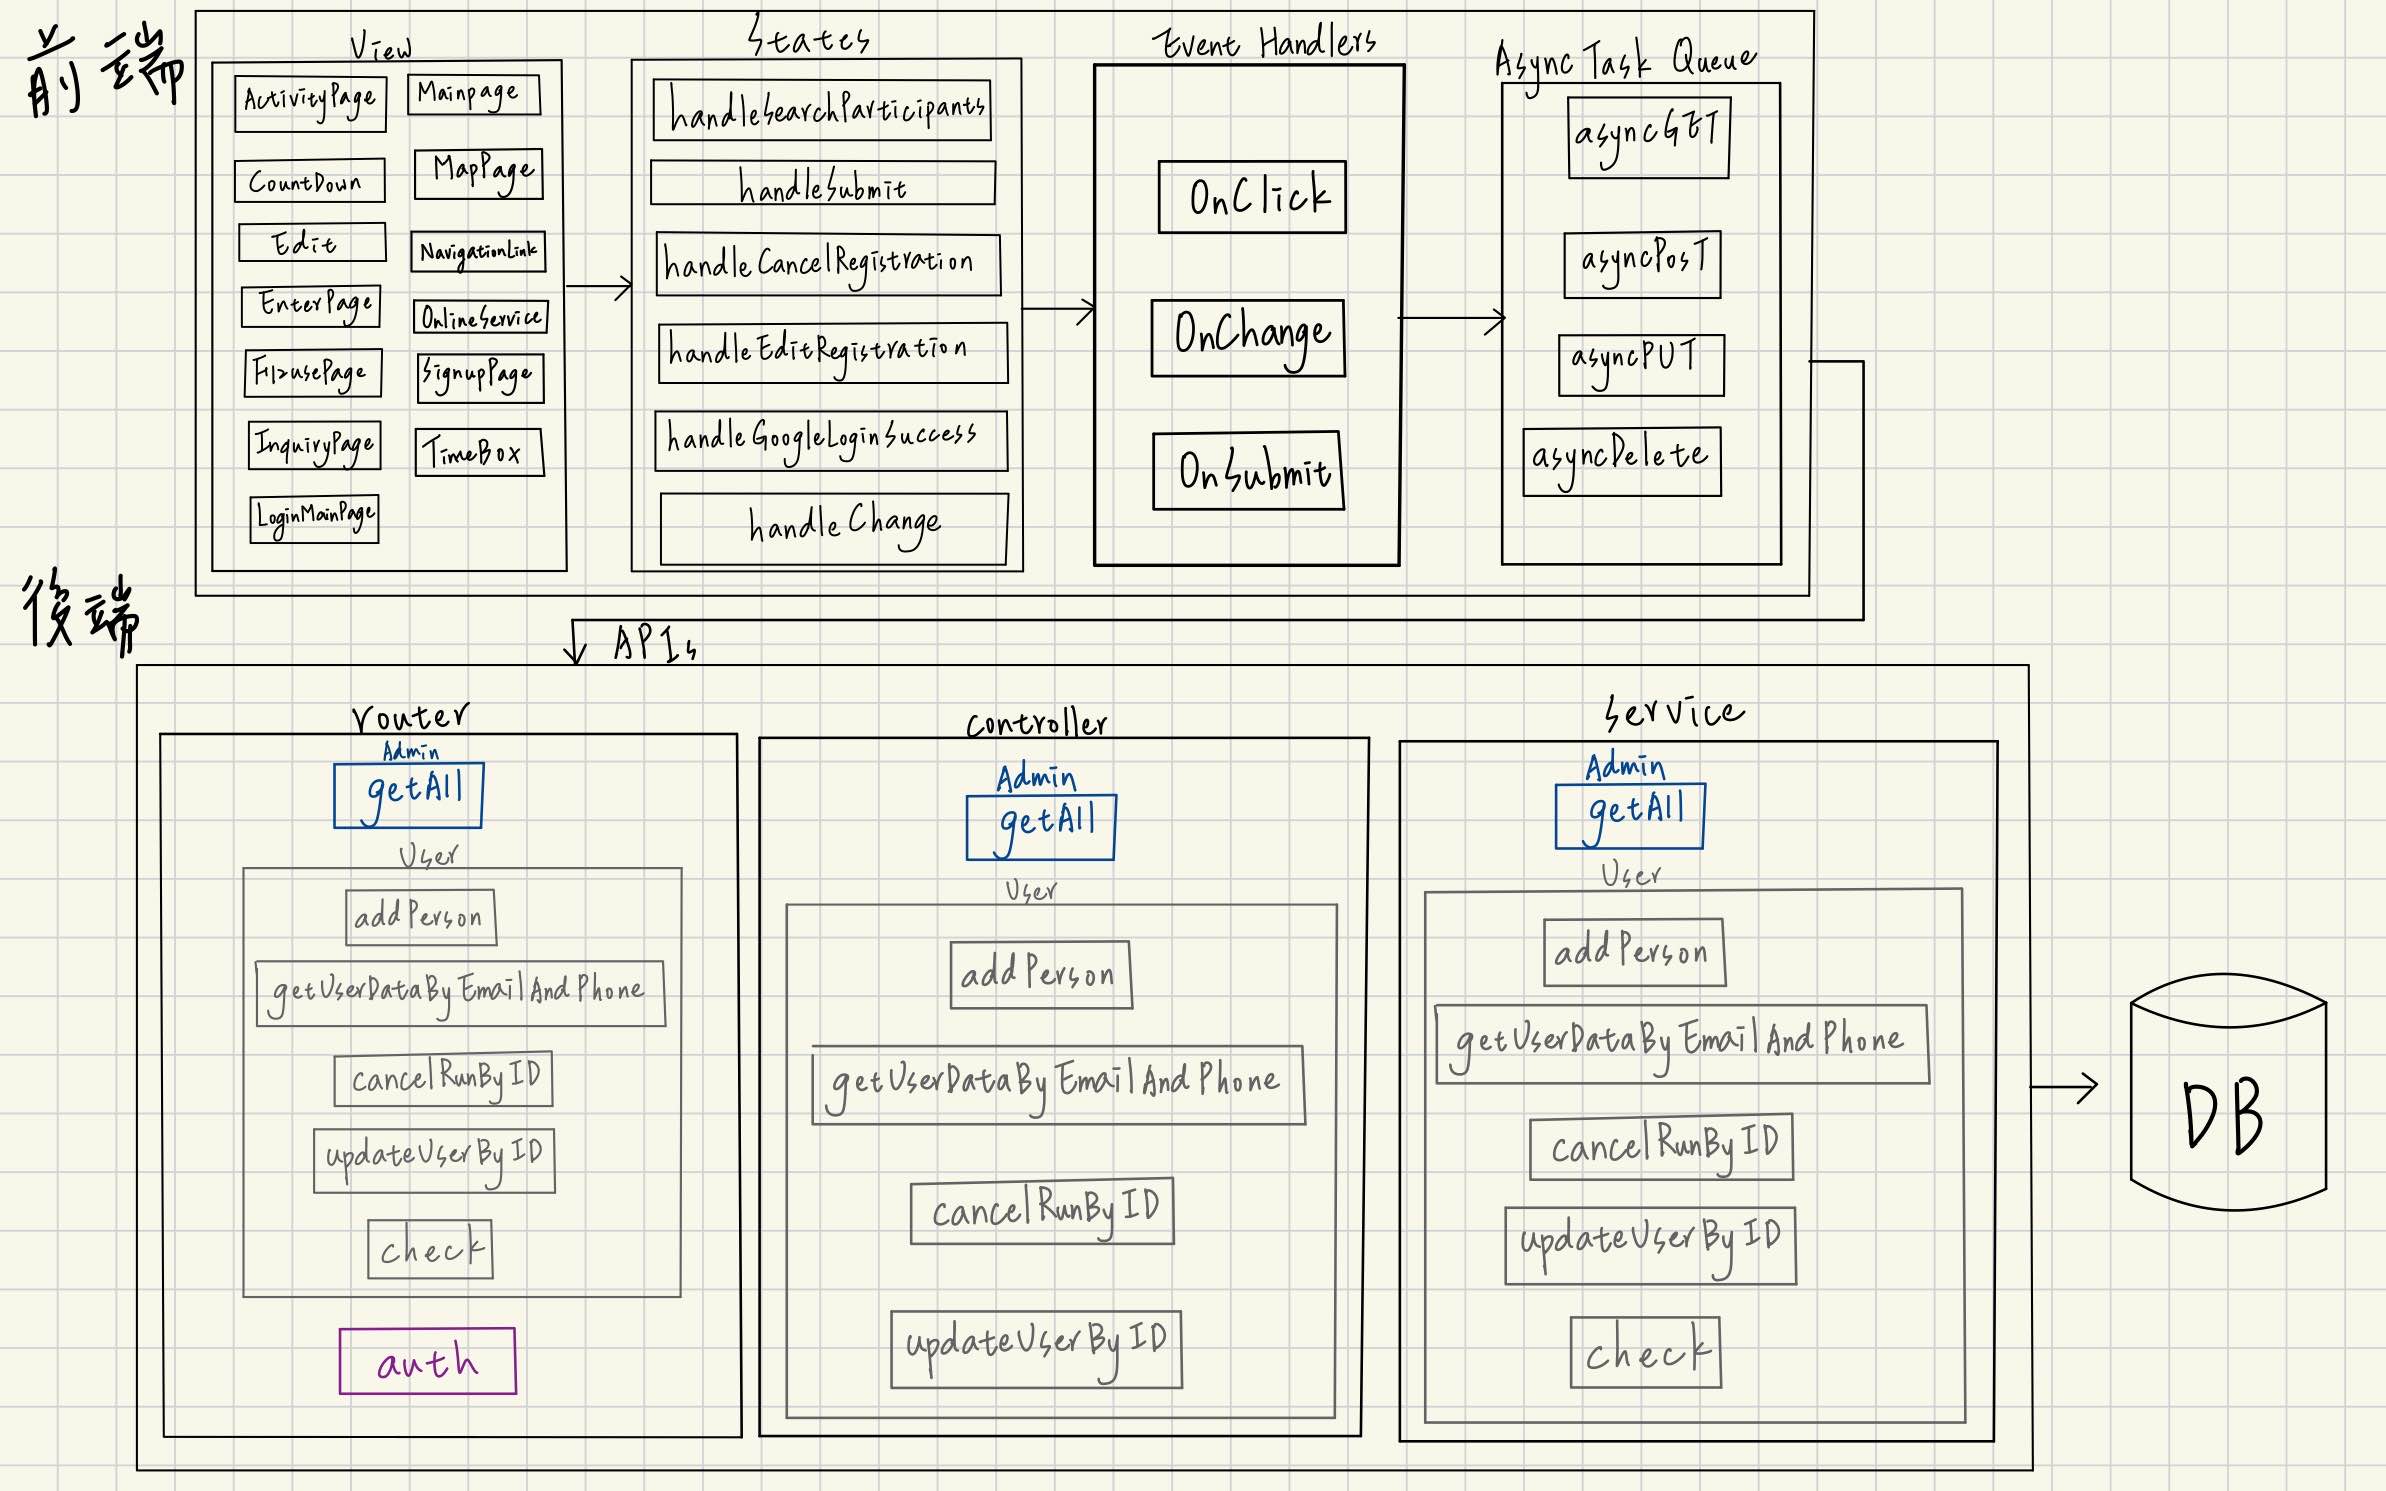 前端
View
ActivityPage
Mainpage
CountDown
MapPage
Edit
NavigationLink
EnterPage
OnlineService
SignupPage
InquiryPage
TimeBox
LoginMainPage
States
handleSearchParticipants
handleSubmit
handleCancelRegistration
handleEditRegistration
handleGoogleLoginSuccess
handleChange
Event Handlers
OnClick
OnChange
OnSubmit
Async Task Queue
asyncGET
asyncPosT
asyncPUT
asyncDelete
後端
APIs
router
Admin
getAll
User
addPerson
getUserDataByEmailAndPhone
cancelRunByID
updateUserByID
check
auth
controller
Admin
getAll
User
addPerson
getUserDataByEmailAndPhone
cancelRunByID
updateUserByID
Service
Admin
getAll
User
addPerson
getUserDataByEmailAndPhone
cancelRunByID
updateUserByID
check
DB